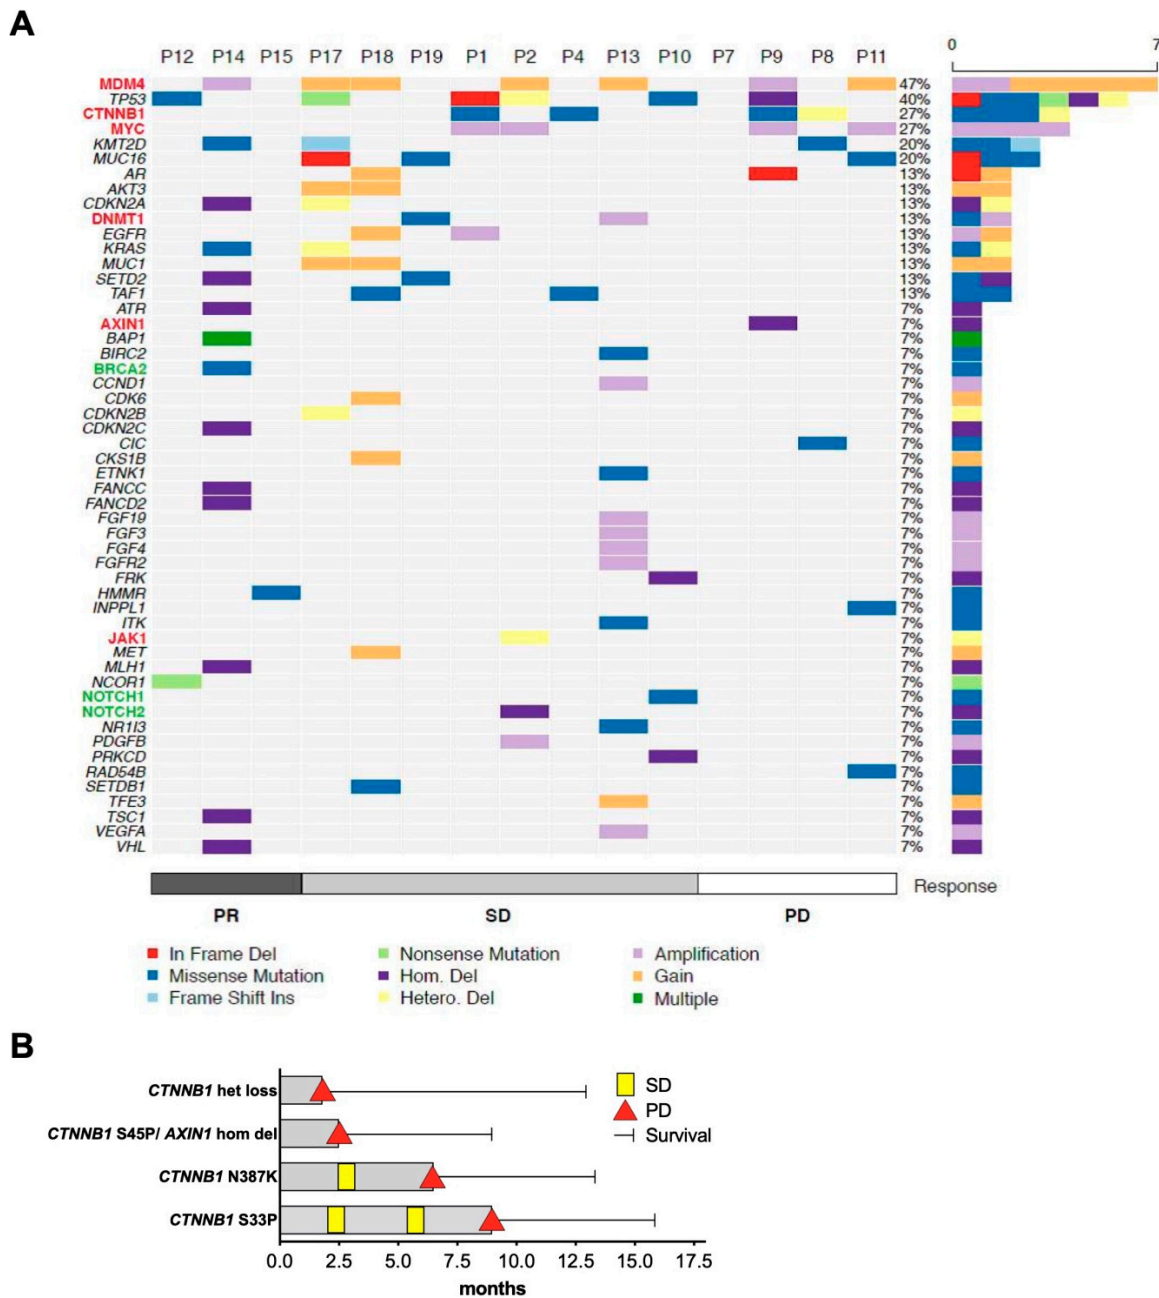 A
P12 P14 P15 P17 P18 P19 P1 P2 P4 P13 P10 P7 P9 P8 P11 0 7
MDM4 47%
TP53 40%
CTNNB1 27%
MYC 27%
KMT2D 20%
MUC16 20%
AR 13%
AKT3 13%
CDKN2A 13%
DNMT1 13%
EGFR 13%
KRAS 13%
MUC1 13%
SETD2 13%
TAF1 13%
ATR 7%
AXIN1 7%
BAP1 7%
BIRC2 7%
BRCA2 7%
CCND1 7%
CDK6 7%
CDKN2B 7%
CDKN2C 7%
CIC 7%
CKS1B 7%
ETNK1 7%
FANCC 7%
FANCD2 7%
FGF19 7%
FGF3 7%
FGF4 7%
FGFR2 7%
FRK 7%
HMMR 7%
INPPL1 7%
ITK 7%
JAK1 7%
MET 7%
MLH1 7%
NCOR1 7%
NOTCH1 7%
NOTCH2 7%
NR1I3 7%
PDGFB 7%
PRKCD 7%
RAD54B 7%
SETDB1 7%
TFE3 7%
TSC1 7%
VEGFA 7%
VHL 7%
Response
PR SD PD
In Frame Del Nonsense Mutation Amplification
Missense Mutation Hom. Del Gain
Frame Shift Ins Hetero. Del Multiple
B
CTNNB1 het loss SD
PD
CTNNB1 S45P/ AXIN1 hom del Survival
CTNNB1 N387K
CTNNB1 S33P
0.0 2.5 5.0 7.5 10.0 12.5 15.0 17.5
months